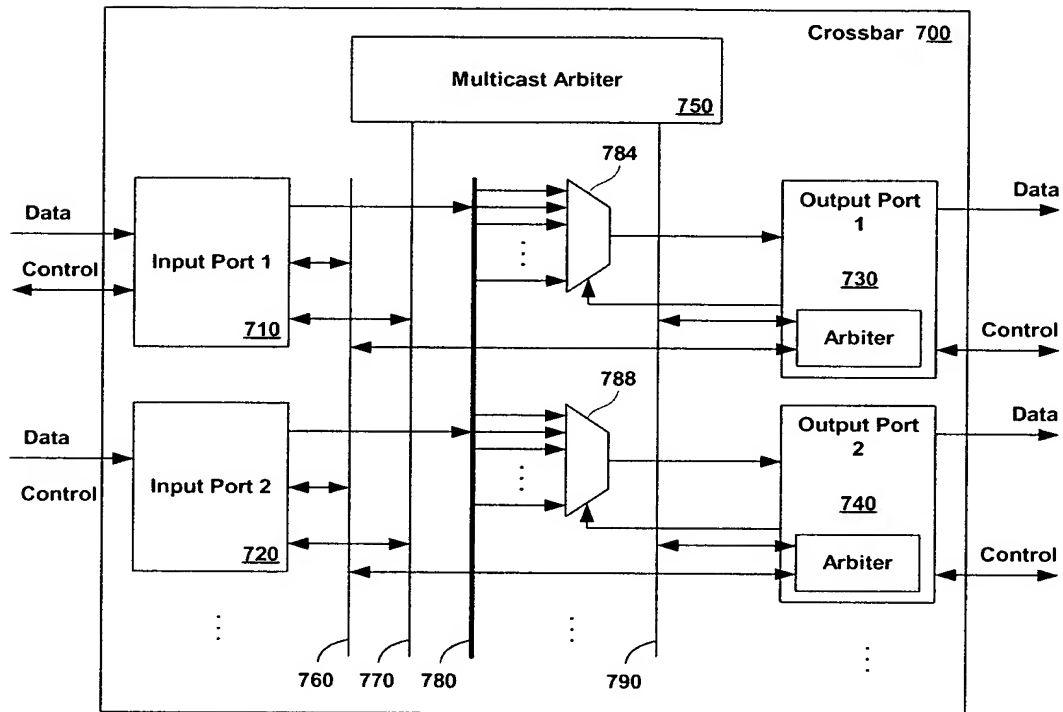 Crossbar 700
Multicast Arbiter
750
784
Data
Control
Input Port 1
710
Output Port
1
730
Arbiter
Data
Control
788
Data
Control
Input Port 2
720
Output Port
2
740
Arbiter
Data
Control
760
770
780
790